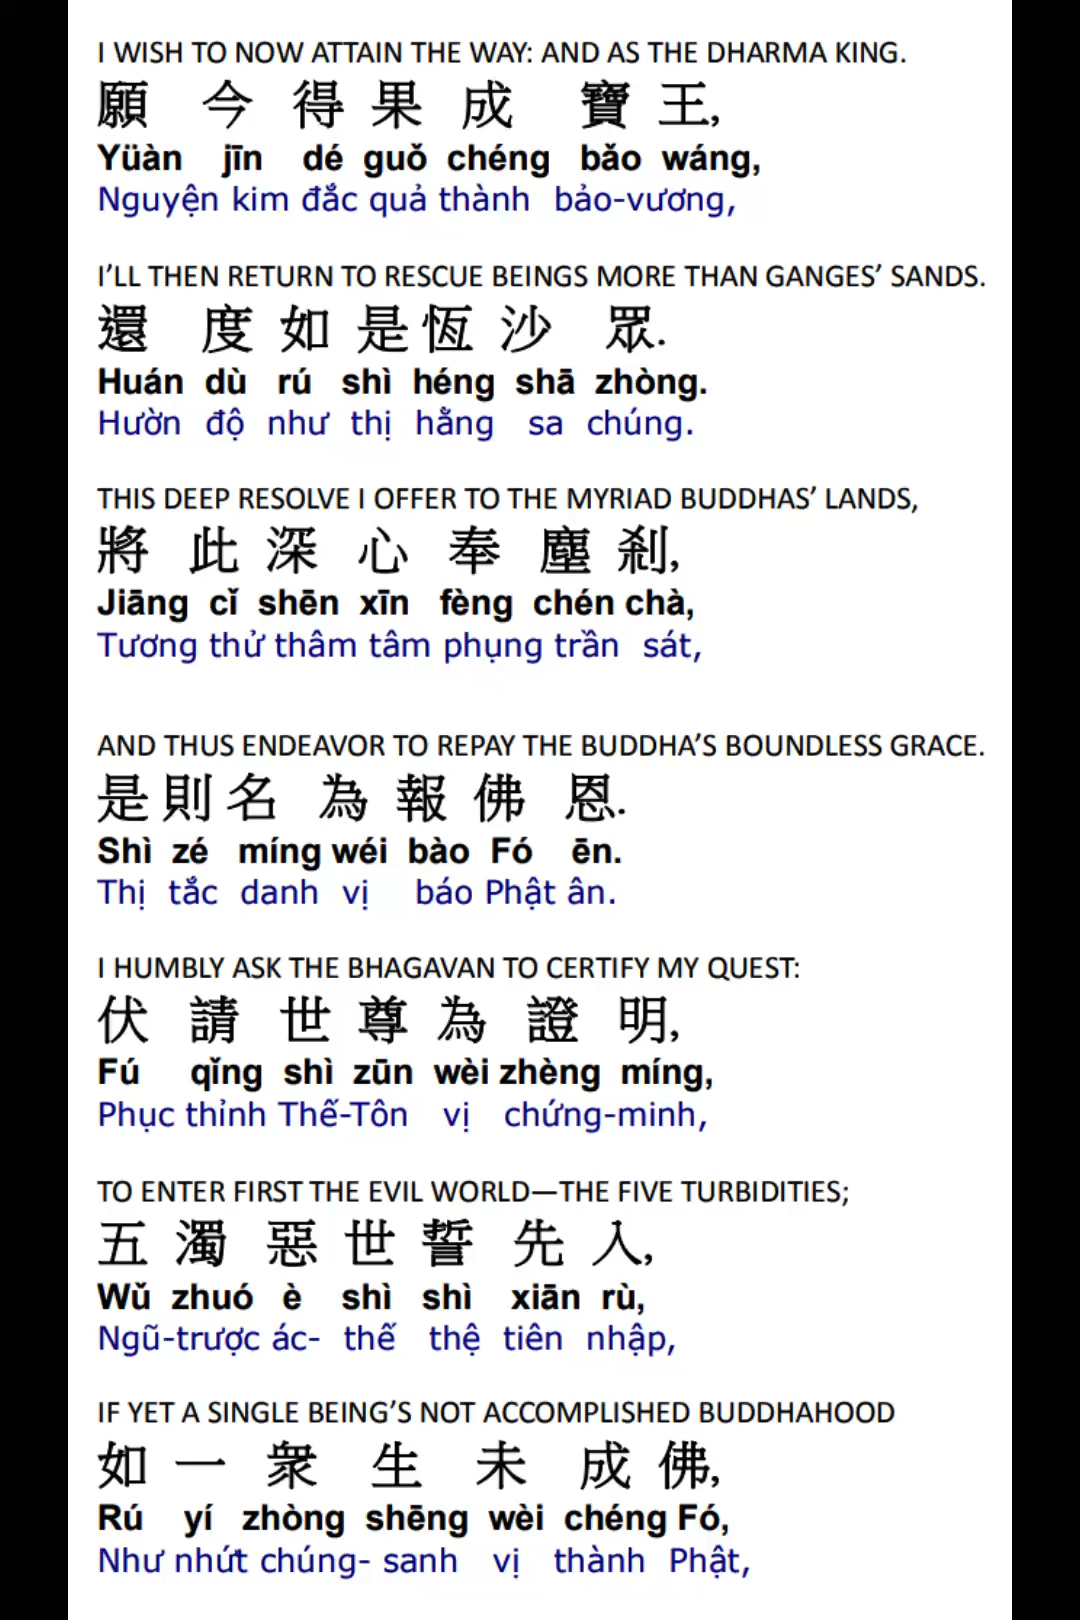 I WISH TO NOW ATTAIN THE WAY: AND AS THE DHARMA KING.
願 今 得 果 成 寶 王,
Yüàn jīn dé guǒ chéng bǎo wáng,
Nguyện kim đắc quả thành bảo-vương,
I’LL THEN RETURN TO RESCUE BEINGS MORE THAN GANGES’ SANDS.
還 度 如 是 恆 沙 眾.
Huán dù rú shì héng shā zhòng.
Hườn độ như thị hằng sa chúng.
THIS DEEP RESOLVE I OFFER TO THE MYRIAD BUDDHAS’ LANDS,
將 此 深 心 奉 塵 剎,
Jiāng cǐ shēn xīn fèng chén chà,
Tương thử thâm tâm phụng trần sát,
AND THUS ENDEAVOR TO REPAY THE BUDDHA’S BOUNDLESS GRACE.
是 則 名 為 報 佛 恩.
Shì zé míng wéi bào Fó ēn.
Thị tắc danh vị báo Phật ân.
I HUMBLY ASK THE BHAGAVAN TO CERTIFY MY QUEST:
伏 請 世 尊 為 證 明,
Fú qǐng shì zūn wèi zhèng míng,
Phục thỉnh Thế-Tôn vị chứng-minh,
TO ENTER FIRST THE EVIL WORLD—THE FIVE TURBIDITIES;
五 濁 惡 世 誓 先 入,
Wǔ zhuó è shì shì xiān rù,
Ngũ-trược ác- thế thệ tiên nhập,
IF YET A SINGLE BEING’S NOT ACCOMPLISHED BUDDHAHOOD
如 一 衆 生 未 成 佛,
Rú yí zhòng shēng wèi chéng Fó,
Như nhứt chúng- sanh vị thành Phật,